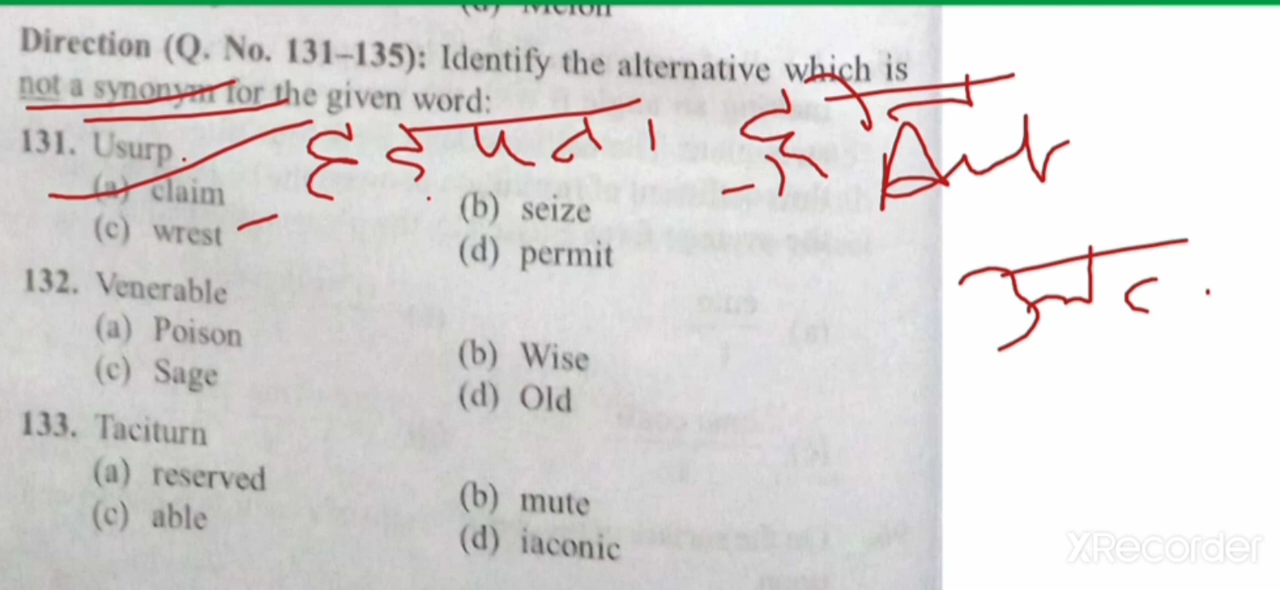 (d) Melon
Direction (Q. No. 131–135): Identify the alternative which is
not a synonym for the given word:
131. Usurp.
(a) claim
(b) seize
(c) wrest
(d) permit
132. Venerable
(a) Poison
(b) Wise
(c) Sage
(d) Old
133. Taciturn
(a) reserved
(b) mute
(c) able
(d) iaconic
XRecorder